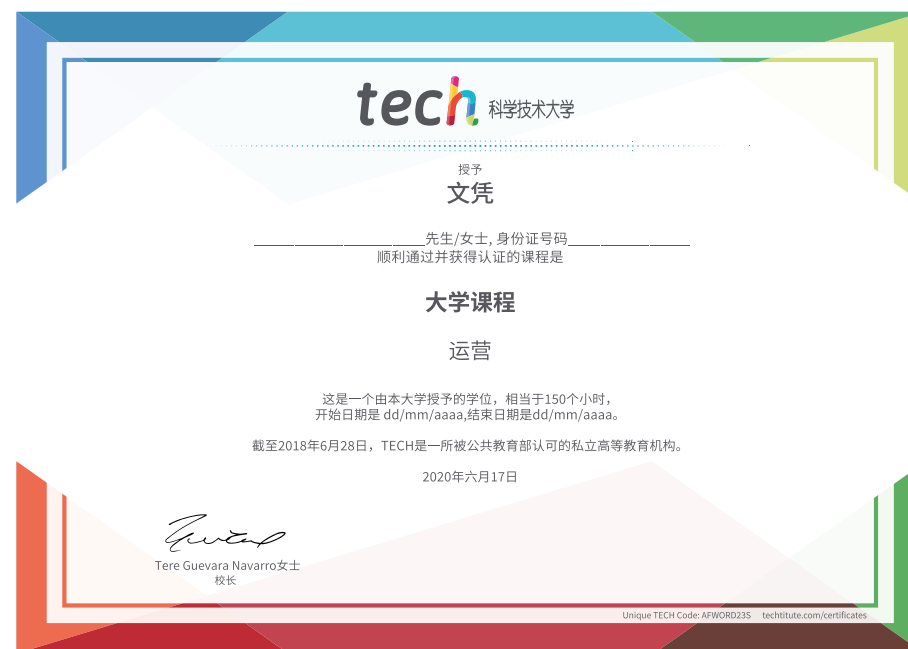 tech 科学技术大学
授予
文凭
________________________先生/女士, 身份证号码_________________
顺利通过并获得认证的课程是
大学课程
运营
这是一个由本大学授予的学位，相当于150个小时，
开始日期是 dd/mm/aaaa,结束日期是dd/mm/aaaa。
截至2018年6月28日，TECH是一所被公共教育部认可的私立高等教育机构。
2020年六月17日
Tere Guevara Navarro女士
校长
Unique TECH Code: AFWORD23S techtitute.com/certificates